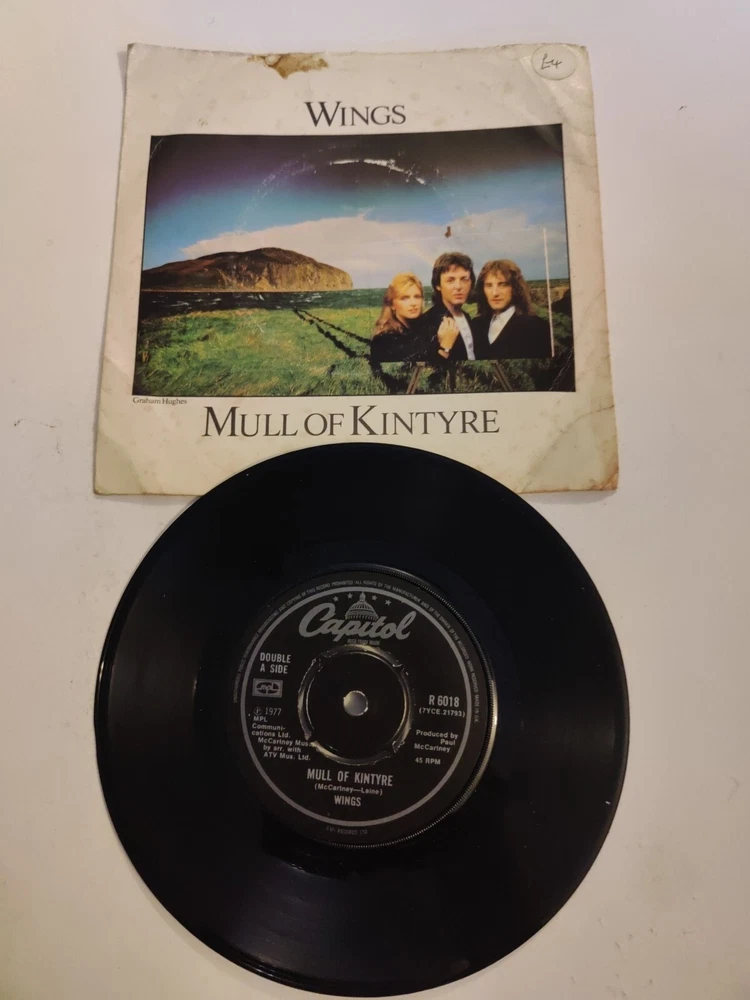 £4
WINGS
Graham Hughes
MULL OF KINTYRE
Capitol
DOUBLE
A SIDE
℗ 1977
MPL
Communi-
cations Ltd.
McCartney Mus.
by arr. with
ATV Mus. Ltd.
R 6018
(7YCE.21793)
Produced by
Paul
McCartney
45 RPM
MULL OF KINTYRE
(McCartney—Laine)
WINGS